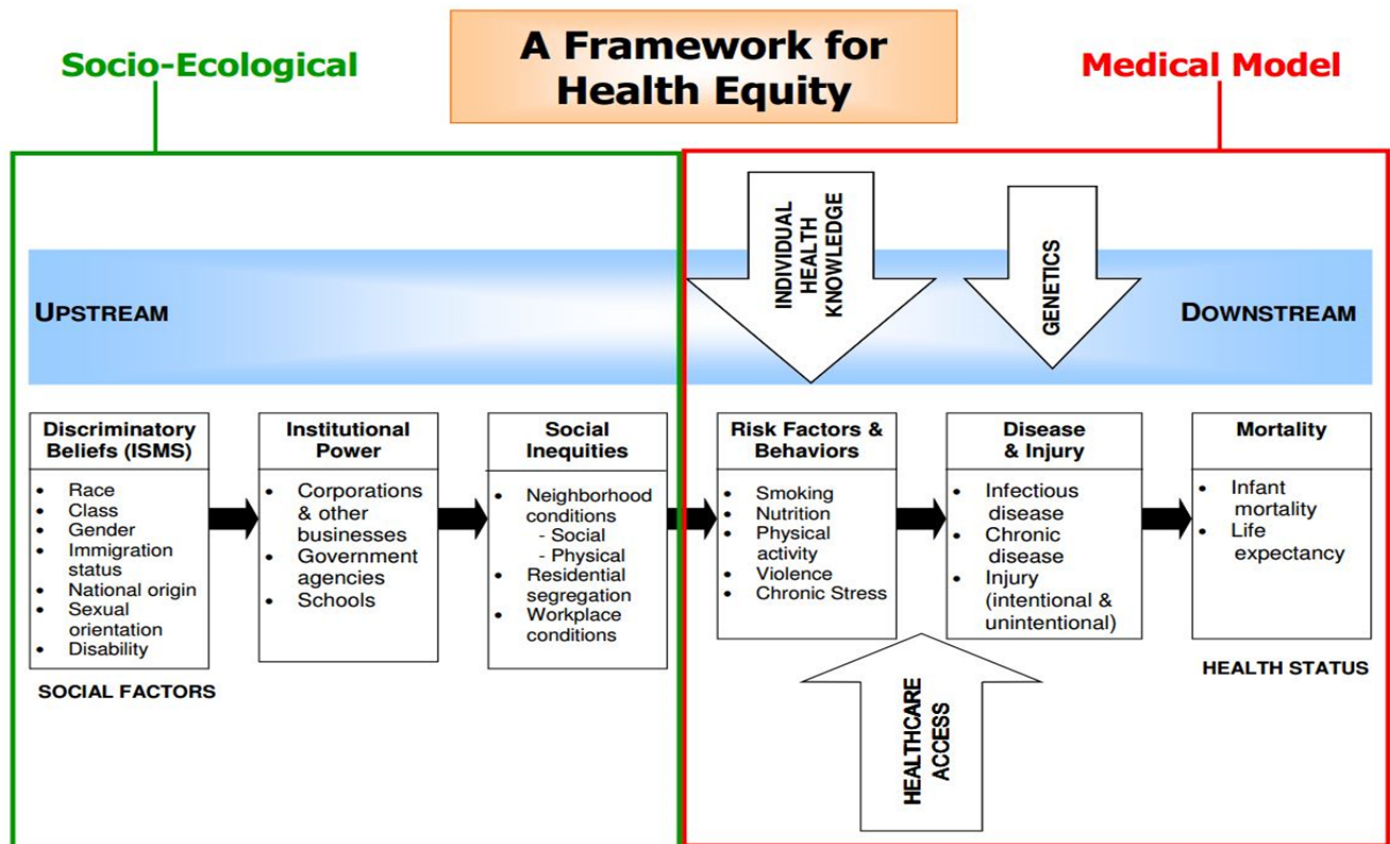 A Framework for
Health Equity
Socio-Ecological
Medical Model
UPSTREAM
DOWNSTREAM
INDIVIDUAL
HEALTH
KNOWLEDGE
GENETICS
Discriminatory
Beliefs (ISMS)
• Race
• Class
• Gender
• Immigration
status
• National origin
• Sexual
orientation
• Disability
SOCIAL FACTORS
Institutional
Power
• Corporations
& other
businesses
• Government
agencies
• Schools
Social
Inequities
• Neighborhood
conditions
- Social
- Physical
• Residential
segregation
• Workplace
conditions
Risk Factors &
Behaviors
• Smoking
• Nutrition
• Physical
activity
• Violence
• Chronic Stress
Disease
& Injury
• Infectious
disease
• Chronic
disease
• Injury
(intentional &
unintentional)
Mortality
• Infant
mortality
• Life
expectancy
HEALTH STATUS
HEALTHCARE
ACCESS